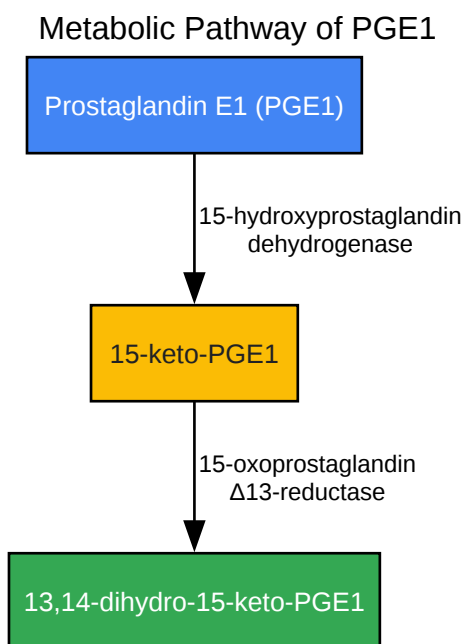 Metabolic Pathway of PGE1
Prostaglandin E1 (PGE1)
15-hydroxyprostaglandin
dehydrogenase
15-keto-PGE1
15-oxoprostaglandin
Δ13-reductase
13,14-dihydro-15-keto-PGE1